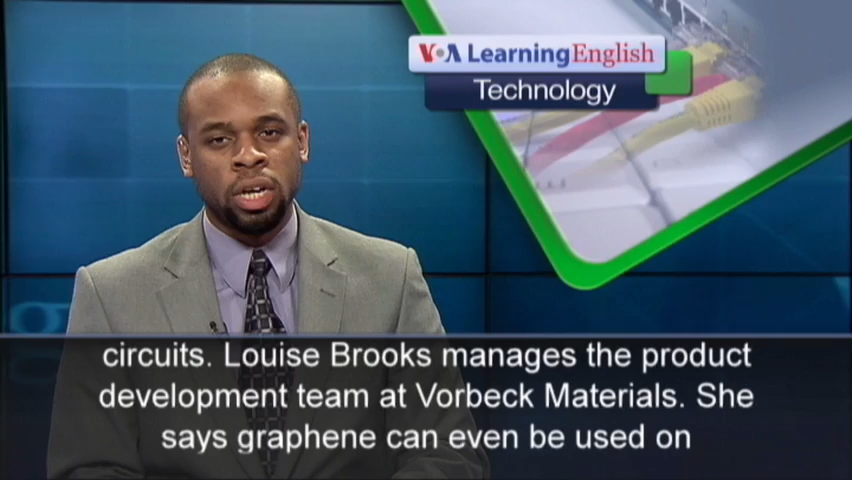 VOA Learning English
Technology
circuits. Louise Brooks manages the product
development team at Vorbeck Materials. She
says graphene can even be used on